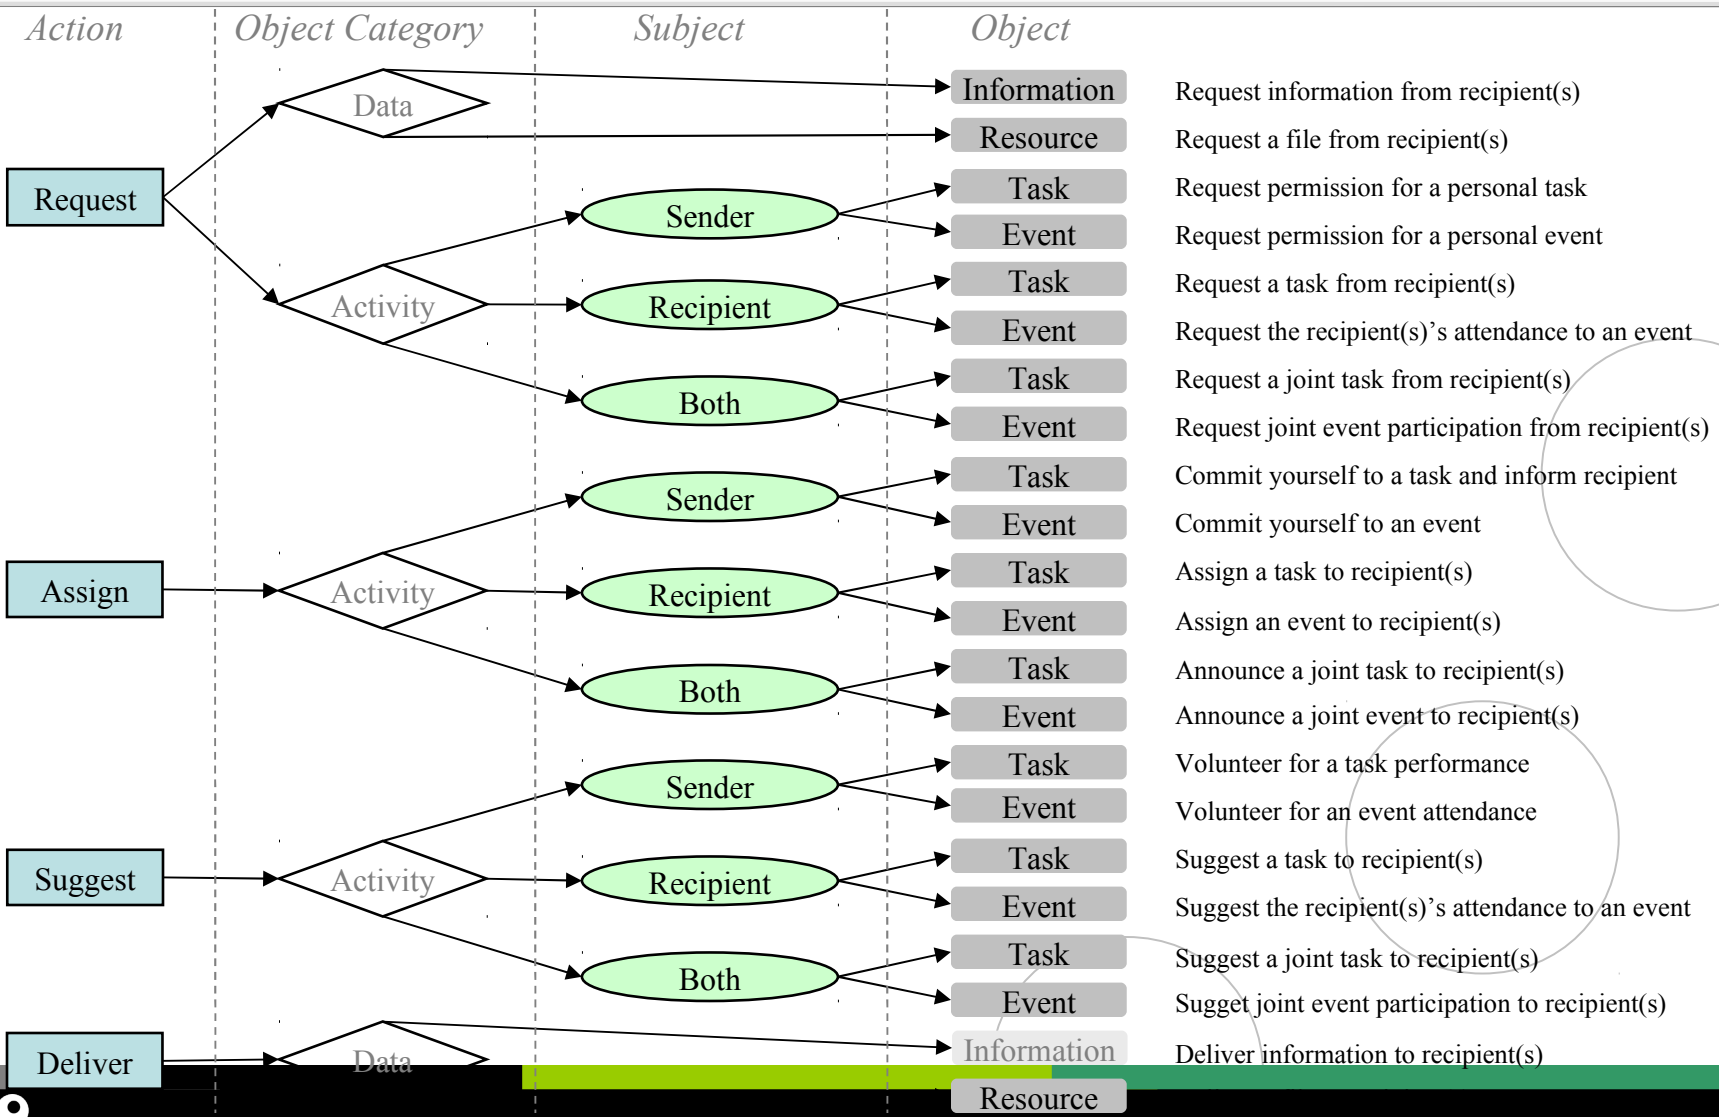 Action Object Category Subject Object
Data
Information Request information from recipient(s)
Resource Request a file from recipient(s)
Request
Task Request permission for a personal task
Sender
Event Request permission for a personal event
Activity
Task Request a task from recipient(s)
Recipient
Event Request the recipient(s)’s attendance to an event
Task Request a joint task from recipient(s)
Both
Event Request joint event participation from recipient(s)
Task Commit yourself to a task and inform recipient
Sender
Event Commit yourself to an event
Assign
Activity
Task Assign a task to recipient(s)
Recipient
Event Assign an event to recipient(s)
Task Announce a joint task to recipient(s)
Both
Event Announce a joint event to recipient(s)
Task Volunteer for a task performance
Sender
Event Volunteer for an event attendance
Suggest
Activity
Task Suggest a task to recipient(s)
Recipient
Event Suggest the recipient(s)’s attendance to an event
Task Suggest a joint task to recipient(s)
Both
Event Sugget joint event participation to recipient(s)
Deliver
Data
Information Deliver information to recipient(s)
Resource